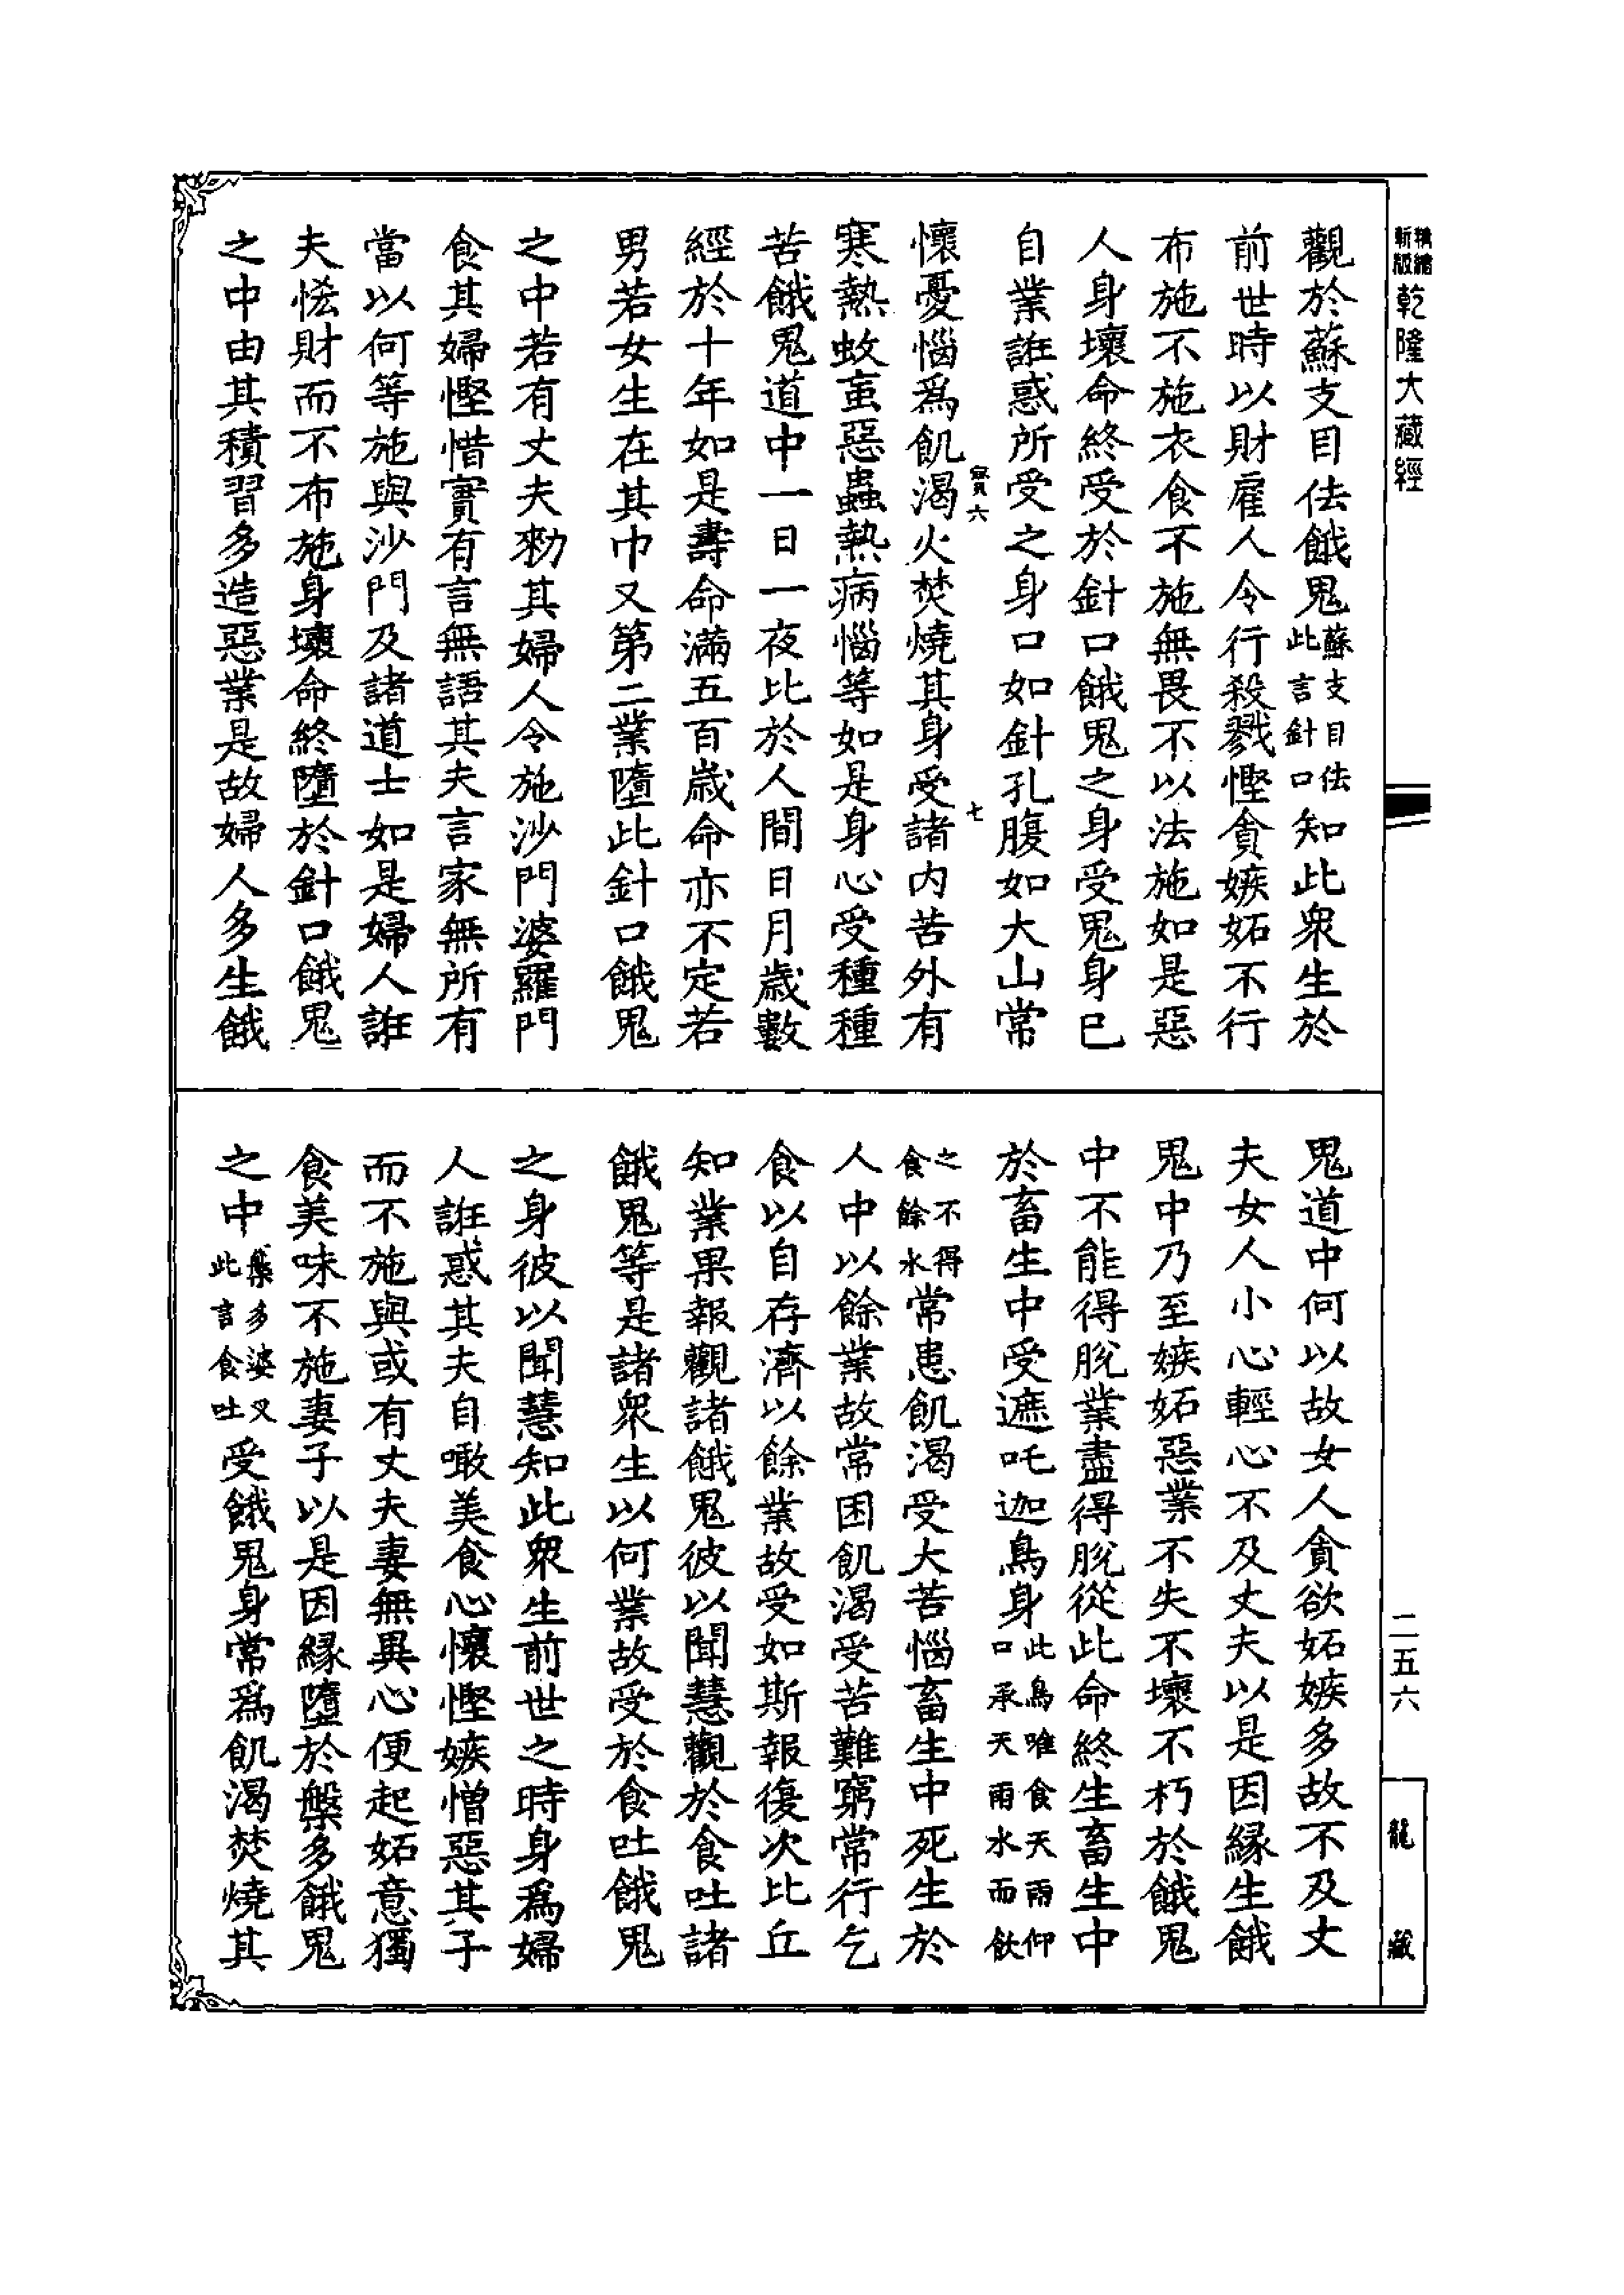 精縮新版乾隆大藏經
觀於蘇支目佉餓鬼蘇支目佉此言針口知此衆生於
前世時以財雇人令行殺戮慳貪嫉妬不行
布施不施衣食不施無畏不以法施如是惡
人身壞命終受於針口餓鬼之身受鬼身已
自業誑惑所受之身口如針孔腹如大山常
懷憂惱爲飢渴火焚燒其身受諸内苦外有
寒熱蚊䖟惡蟲熱病惱等如是身心受種種
苦餓鬼道中一日一夜比於人間日月歲數
經於十年如是壽命滿五百歲命亦不定若
男若女生在其中又第二業墮此針口餓鬼
之中若有丈夫勑其婦人令施沙門婆羅門
食其婦慳惜實有言無語其夫言家無所有
當以何等施與沙門及諸道士如是婦人誑
夫悋財而不布施身壞命終墮於針口餓鬼
之中由其積習多造惡業是故婦人多生餓
六
七
鬼道中何以故女人貪欲妬嫉多故不及丈
夫女人小心輕心不及丈夫以是因緣生餓
鬼中乃至嫉妬惡業不失不壞不朽於餓鬼
中不能得脫業盡得脫從此命終生畜生中
於畜生中受遮吒迦鳥身此鳥唯食天雨仰口承天雨水而飲
之不得食餘水常患飢渴受大苦惱畜生中死生於
人中以餘業故常困飢渴受苦難窮常行乞
食以自存濟以餘業故受如斯報復次比丘
知業果報觀諸餓鬼彼以聞慧觀於食吐諸
餓鬼等是諸衆生以何業故受於食吐餓鬼
之身彼以聞慧知此衆生前世之時身爲婦
人誑惑其夫自噉美食心懷慳嫉憎惡其子
而不施與或有丈夫妻無異心便起妬意獨
食美味不施妻子以是因緣墮於槃多餓鬼
之中槃多婆叉此言食吐受餓鬼身常爲飢渴焚燒其
二五六
龍藏